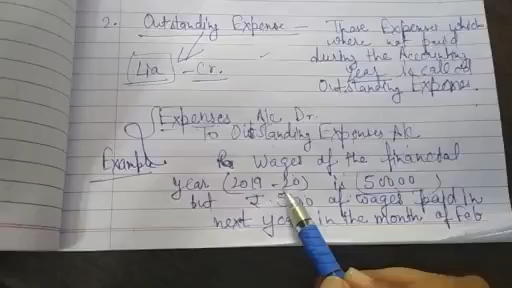 2. Outstanding Expense - Those Expenses which
where not paid
during the Accounting
Year is called
Outstanding Expense.
Lia - Cr.
Expenses A/c Dr.
To Outstanding Expenses A/c
Example Wages of the financial
year (2019-20) is (50000)
but ₹ of wages paid in
next year in the month of Feb